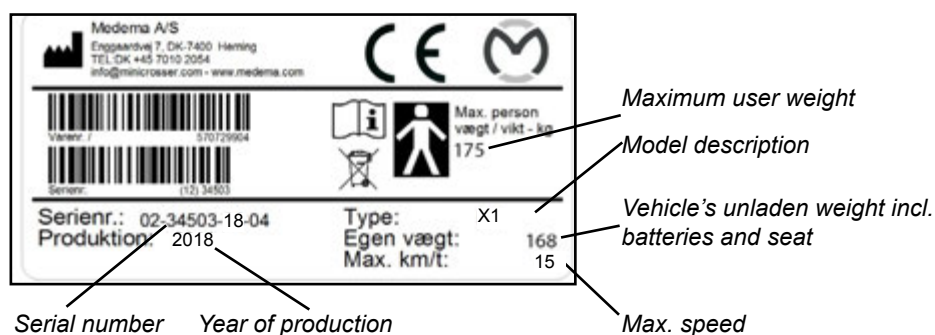 Medema A/S
Enggaardvej 7, DK-7400 Herning
TEL:DK +45 7010 2054
info@minicrosser.com - www.medema.com
CE
Varenr. / 570729904
Serienr.: (12) 34503
i
Max. person
vægt / vikt - kg
175
Serienr.: 02-34503-18-04
Produktion: 2018
Type: X1
Egen vægt: 168
Max. km/t: 15
Maximum user weight
Model description
Vehicle's unladen weight incl.
batteries and seat
Serial number
Year of production
Max. speed